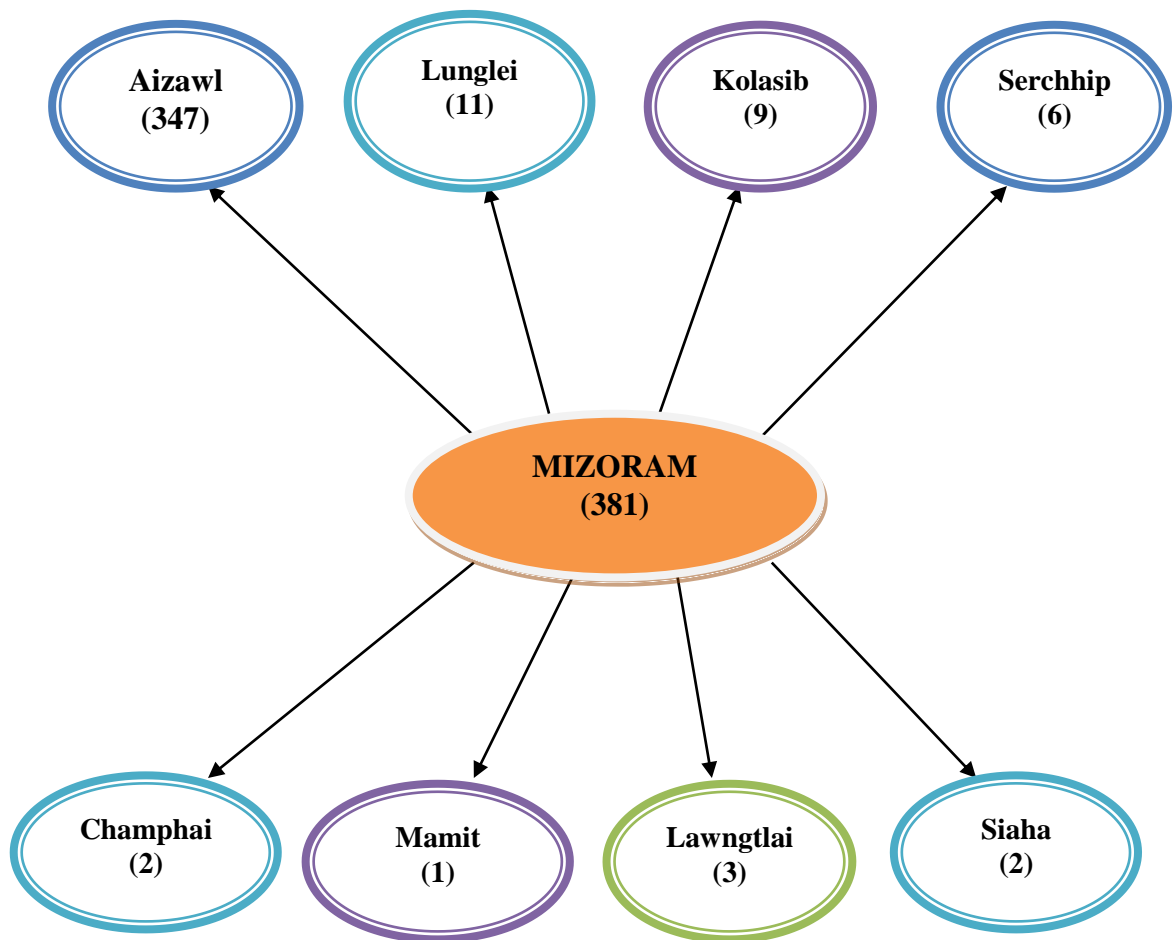 Aizawl
(347)
Lunglei
(11)
Kolasib
(9)
Serchhip
(6)
MIZORAM
(381)
Champhai
(2)
Mamit
(1)
Lawngtlai
(3)
Siaha
(2)